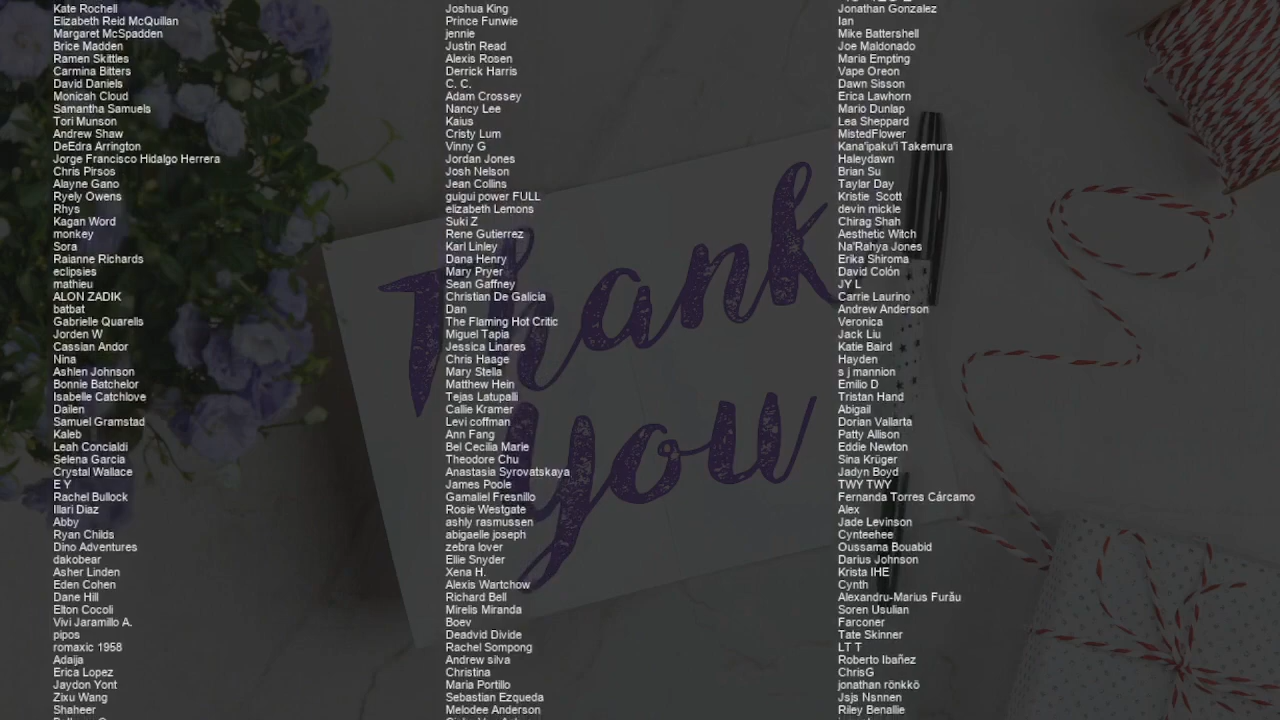 Kate Rochell
Elizabeth Reid McQuillan
Margaret McSpadden
Brice Madden
Ramen Skittles
Carmina Bitters
David Daniels
Monicah Cloud
Samantha Samuels
Tori Munson
Andrew Shaw
DeEdra Arrington
Jorge Francisco Hidalgo Herrera
Chris Pirsos
Alayne Gano
Ryely Owens
Rhys
Kagan Word
monkey
Sora
Raianne Richards
eclipsies
mathieu
ALON ZADIK
batbat
Gabrielle Quarells
Jorden W
Cassian Andor
Nina
Ashlen Johnson
Bonnie Batchelor
Isabelle Catchlove
Dailen
Samuel Gramstad
Kaleb
Leah Concialdi
Selena Garcia
Crystal Wallace
E Y
Rachel Bullock
Illari Diaz
Abby
Ryan Childs
Dino Adventures
dakobear
Asher Linden
Eden Cohen
Dane Hill
Elton Cocoli
Vivi Jaramillo A.
pipos
romaxic 1958
Adaija
Erica Lopez
Jaydon Yont
Zixu Wang
Shaheer
Joshua King
Prince Funwie
jennie
Justin Read
Alexis Rosen
Derrick Harris
C. C.
Adam Crossey
Nancy Lee
Kaius
Cristy Lum
Vinny G
Jordan Jones
Josh Nelson
Jean Collins
guigui power FULL
elizabeth Lemons
Suki Z
Rene Gutierrez
Karl Linley
Dana Henry
Mary Pryer
Sean Gaffney
Christian De Galicia
Dan
The Flaming Hot Critic
Miguel Tapia
Jessica Linares
Chris Haage
Mary Stella
Matthew Hein
Tejas Latupalli
Callie Kramer
Levi coffman
Ann Fang
Bel Cecilia Marie
Theodore Chu
Anastasia Syrovatskaya
James Poole
Gamaliel Fresnillo
Rosie Westgate
ashly rasmussen
abigaelle joseph
zebra lover
Ellie Snyder
Xena H.
Alexis Wartchow
Richard Bell
Mirelis Miranda
Boev
Deadvid Divide
Rachel Sompong
Andrew silva
Christina
Maria Portillo
Sebastian Ezqueda
Melodee Anderson
Jonathan Gonzalez
Ian
Mike Battershell
Joe Maldonado
Maria Empting
Vape Oreon
Dawn Sisson
Erica Lawhorn
Mario Dunlap
Lea Sheppard
MistedFlower
Kana'ipaku'i Takemura
Haleydawn
Brian Su
Taylar Day
Kristie  Scott
devin mickle
Chirag Shah
Aesthetic Witch
Na'Rahya Jones
Erika Shiroma
David Colón
JY L
Carrie Laurino
Andrew Anderson
Veronica
Jack Liu
Katie Baird
Hayden
s j mannion
Emilio D
Tristan Hand
Abigail
Dorian Vallarta
Patty Allison
Eddie Newton
Sina Krüger
Jadyn Boyd
TWY TWY
Fernanda Torres Cárcamo
Alex
Jade Levinson
Cynteehee
Oussama Bouabid
Darius Johnson
Krista IHE
Cynth
Alexandru-Marius Furău
Soren Usulian
Farconer
Tate Skinner
LT T
Roberto Ibañez
ChrisG
jonathan rönkkö
Jsjs Nsnnen
Riley Benallie
Thank
you